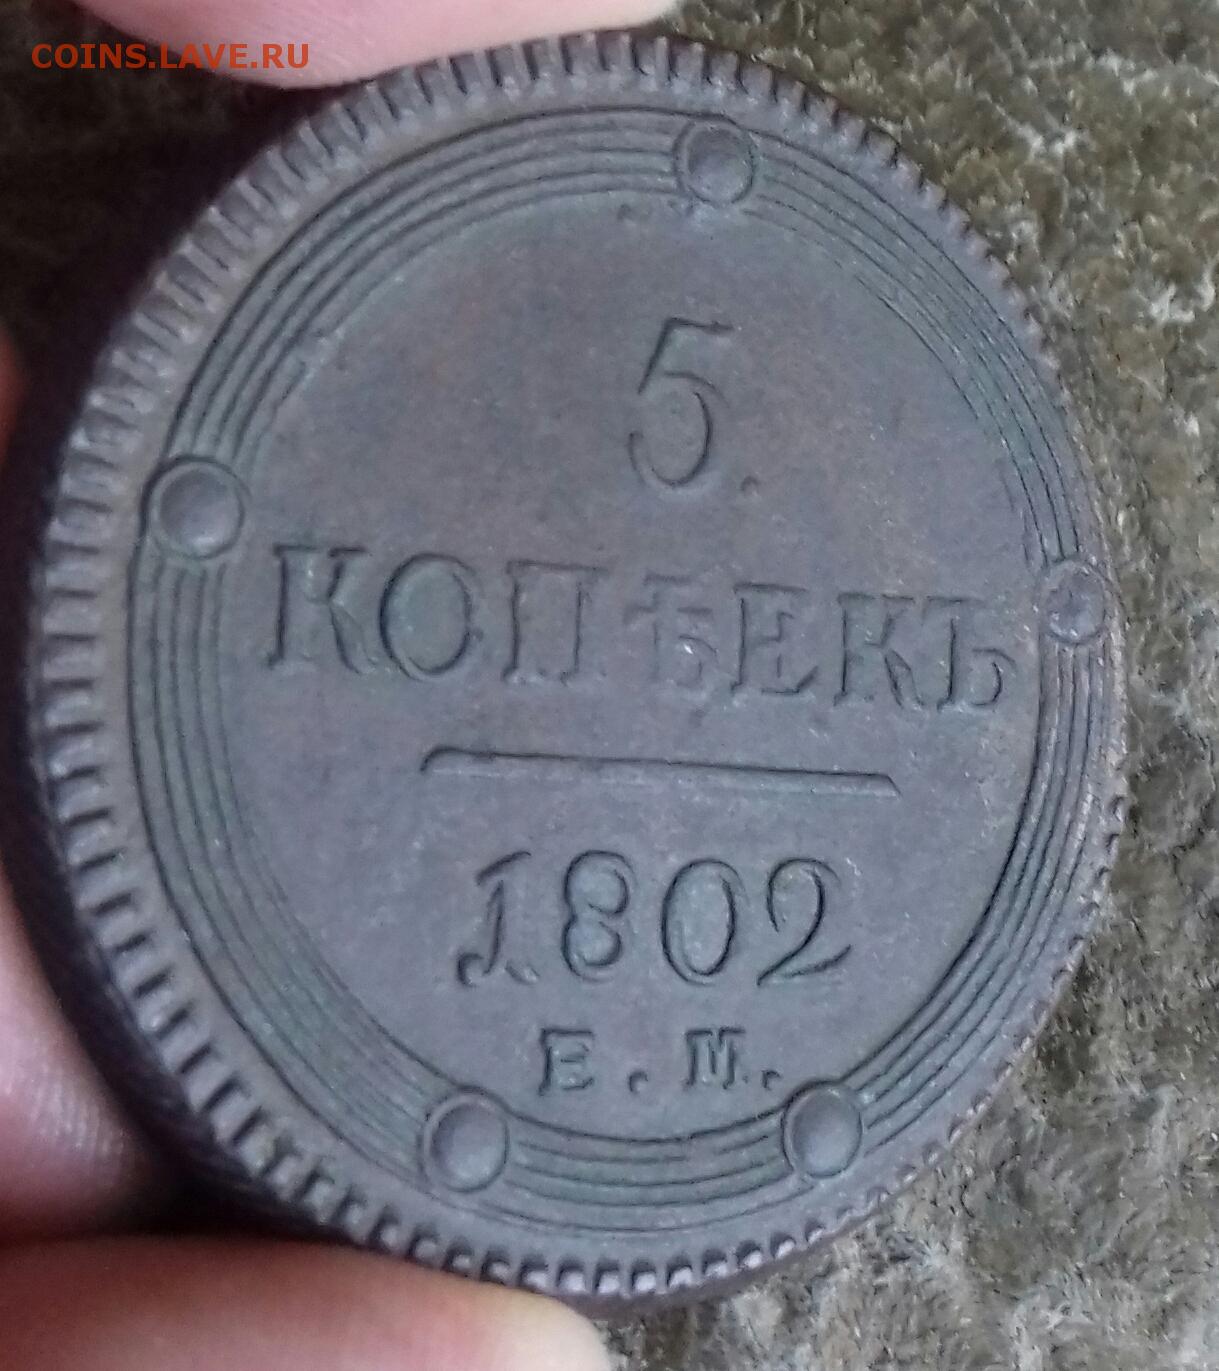 COINS.LAVE.RU
5.
КОПѢЕКЪ
1802
Е. М.